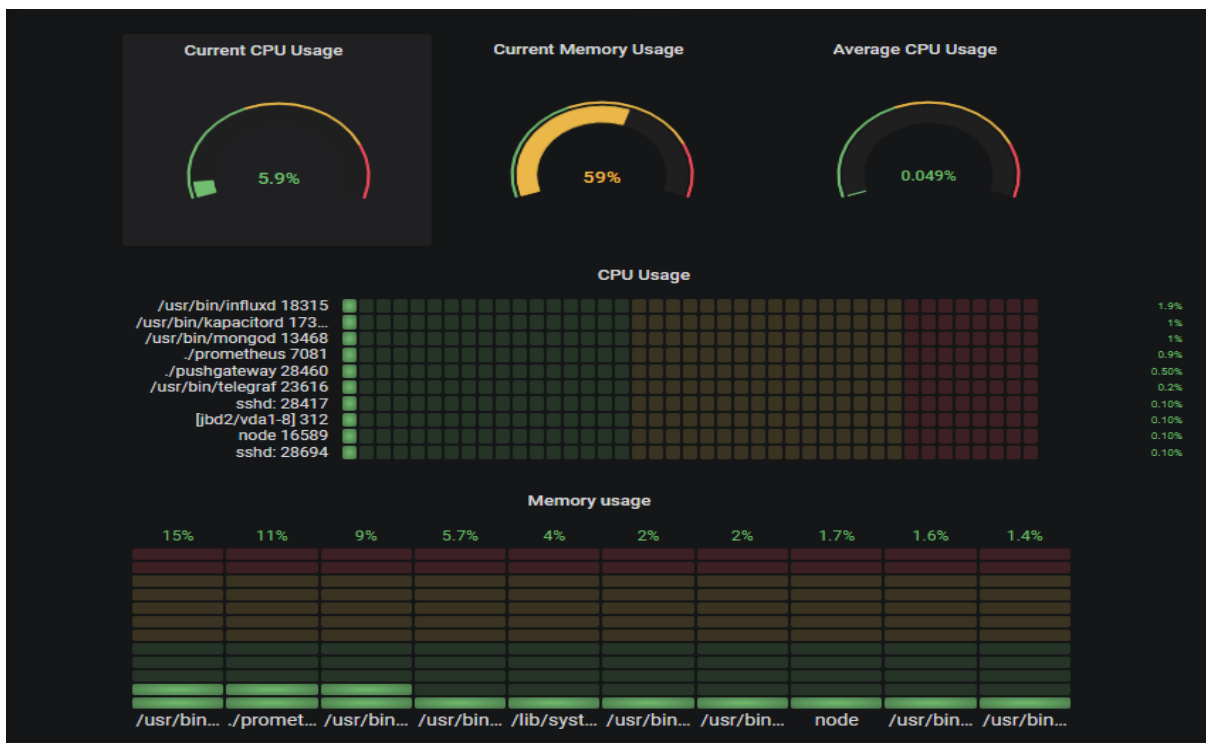 Current CPU Usage
Current Memory Usage
Average CPU Usage
5.9%
59%
0.049%
CPU Usage
/usr/bin/influxd 18315
1.9%
/usr/bin/kapacitord 173...
1%
/usr/bin/mongod 13468
1%
./prometheus 7081
0.9%
./pushgateway 28460
0.50%
/usr/bin/telegraf 23616
0.2%
sshd: 28417
0.10%
[jbd2/vda1-8] 312
0.10%
node 16589
0.10%
sshd: 28694
0.10%
Memory usage
15% 11% 9% 5.7% 4% 2% 2% 1.7% 1.6% 1.4%
/usr/bin... ./promet... /usr/bin... /usr/bin... /lib/syst... /usr/bin... /usr/bin... node /usr/bin... /usr/bin...